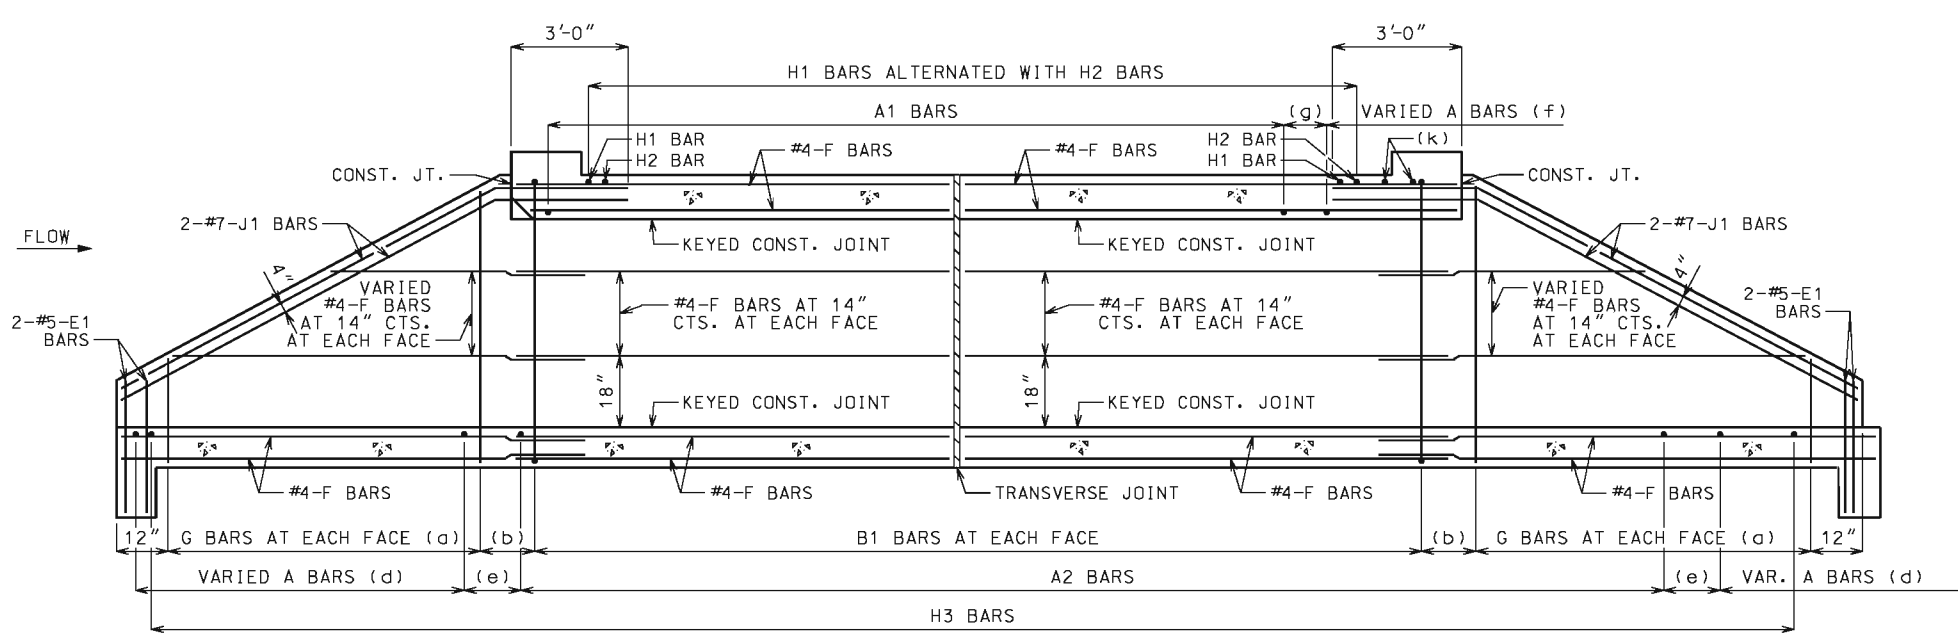 3'-0"
3'-0"
H1 BARS ALTERNATED WITH H2 BARS
A1 BARS
(g)
VARIED A BARS (f)
H1 BAR
H2 BAR
#4-F BARS
#4-F BARS
H2 BAR
H1 BAR
(k)
CONST. JT.
CONST. JT.
2-#7-J1 BARS
2-#7-J1 BARS
FLOW
KEYED CONST. JOINT
KEYED CONST. JOINT
4"
4"
VARIED
#4-F BARS
AT 14" CTS.
AT EACH FACE
#4-F BARS AT 14"
CTS. AT EACH FACE
#4-F BARS AT 14"
CTS. AT EACH FACE
VARIED
#4-F BARS
AT 14" CTS.
AT EACH FACE
2-#5-E1
BARS
2-#5-E1
BARS
18"
18"
KEYED CONST. JOINT
KEYED CONST. JOINT
#4-F BARS
#4-F BARS
TRANSVERSE JOINT
#4-F BARS
#4-F BARS
12"
G BARS AT EACH FACE (a)
(b)
B1 BARS AT EACH FACE
(b)
G BARS AT EACH FACE (a)
12"
VARIED A BARS (d)
(e)
A2 BARS
(e)
VAR. A BARS (d)
H3 BARS